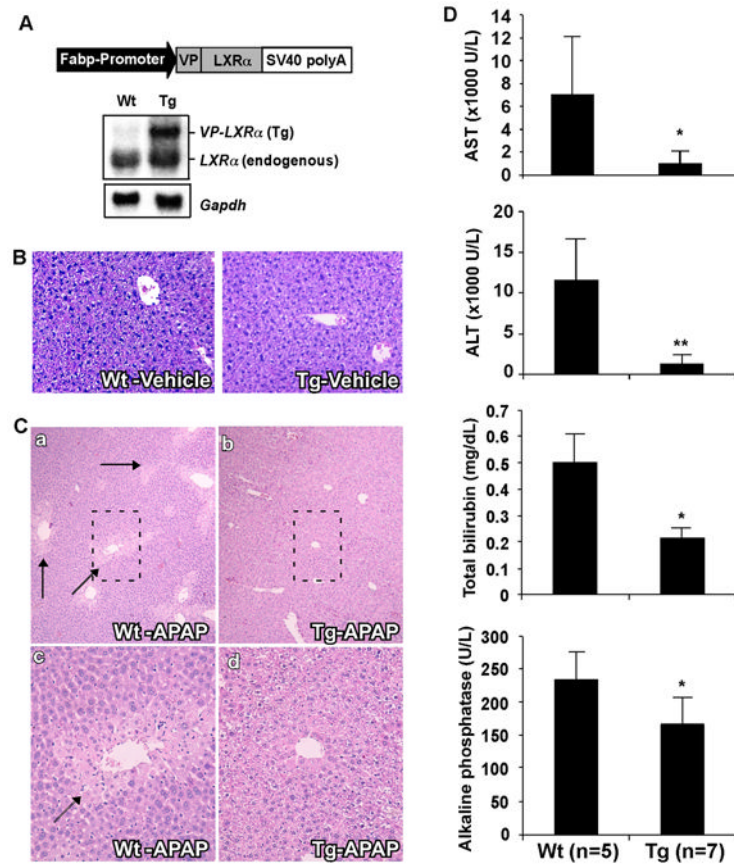 A
Fabp-Promoter VP LXRα SV40 polyA
Wt Tg
VP-LXRα (Tg)
LXRα (endogenous)
Gapdh
B
Wt -Vehicle
Tg-Vehicle
C
a
Wt -APAP
b
Tg-APAP
c
Wt -APAP
d
Tg-APAP
D
AST (x1000 U/L)
14
12
10
8
6
4
2
0
*
ALT (x1000 U/L)
20
15
10
5
0
**
Total bilirubin (mg/dL)
0.7
0.6
0.5
0.4
0.3
0.2
0.1
0
*
Alkaline phosphatase (U/L)
300
250
200
150
100
50
0
*
Wt (n=5) Tg (n=7)